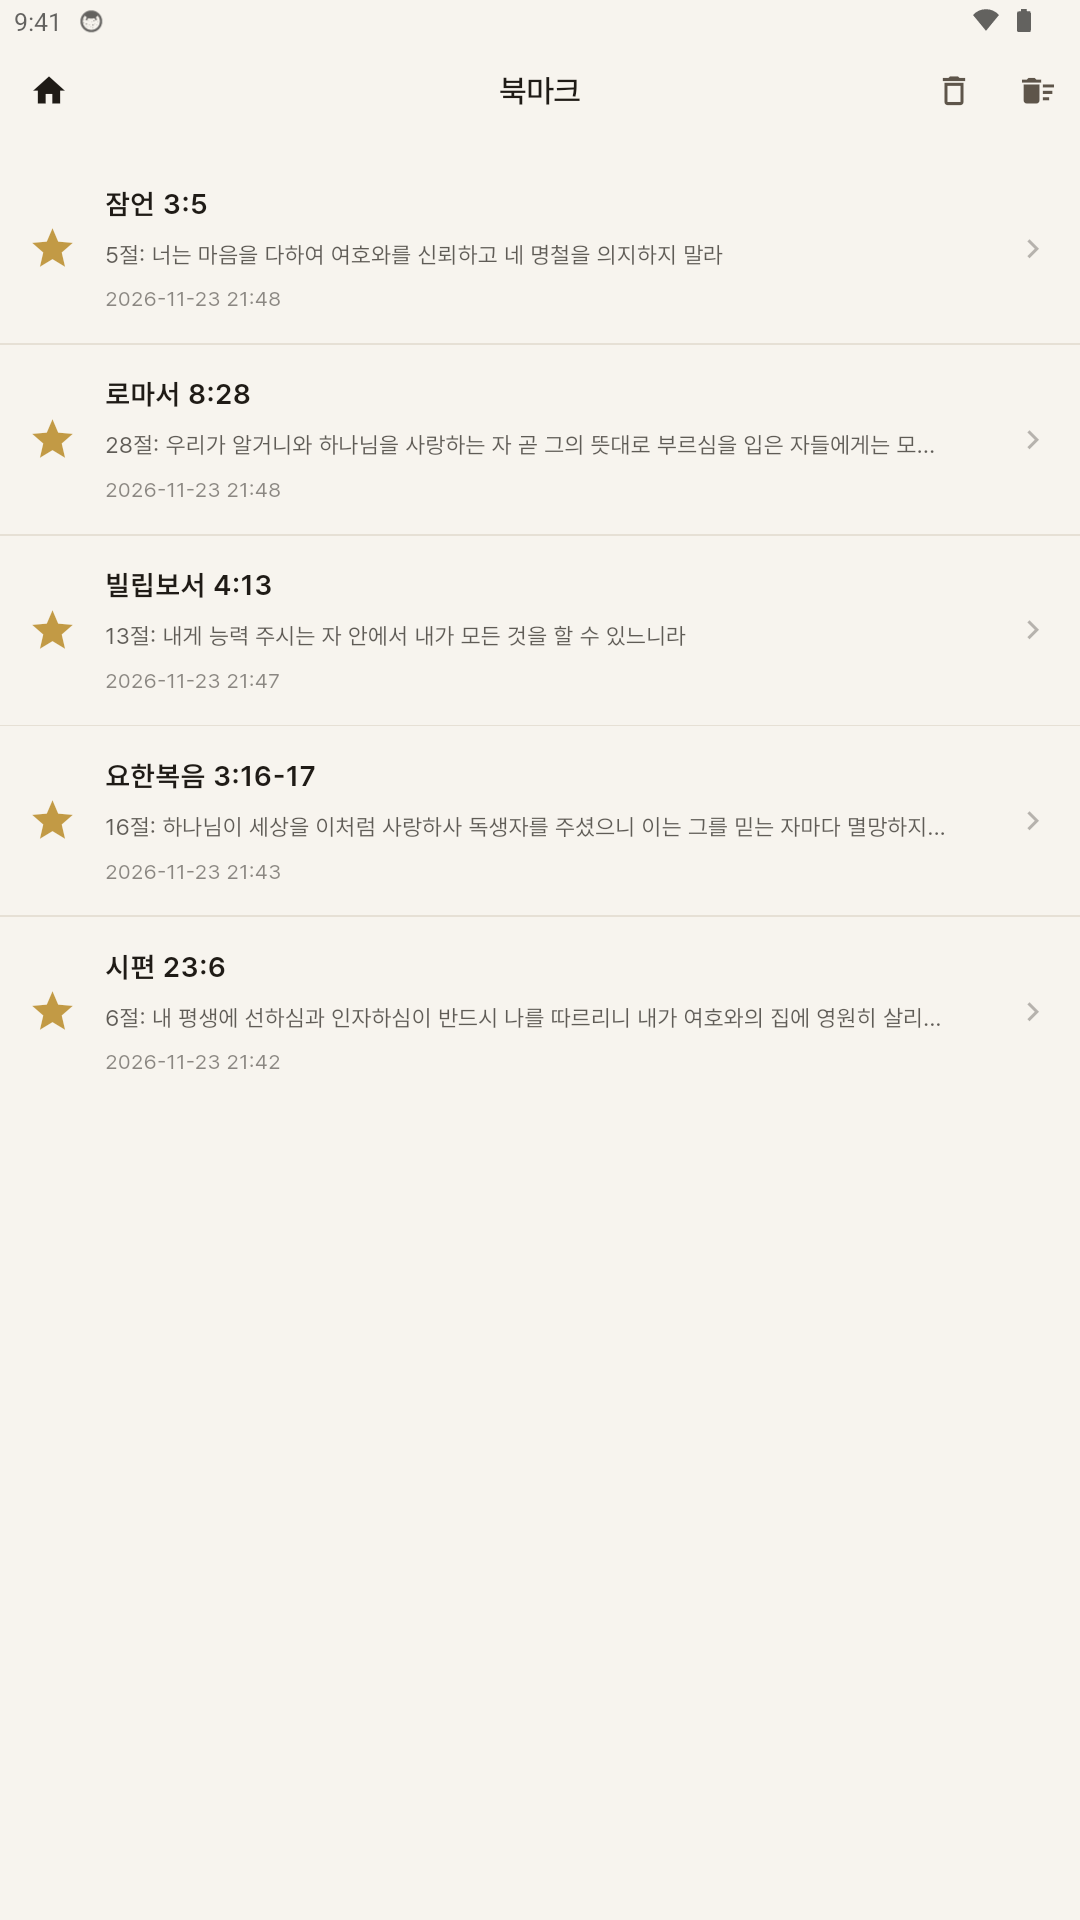 9:41
북마크
잠언 3:5
5절: 너는 마음을 다하여 여호와를 신뢰하고 네 명철을 의지하지 말라
2026-11-23 21:48
로마서 8:28
28절: 우리가 알거니와 하나님을 사랑하는 자 곧 그의 뜻대로 부르심을 입은 자들에게는 모...
2026-11-23 21:48
빌립보서 4:13
13절: 내게 능력 주시는 자 안에서 내가 모든 것을 할 수 있느니라
2026-11-23 21:47
요한복음 3:16-17
16절: 하나님이 세상을 이처럼 사랑하사 독생자를 주셨으니 이는 그를 믿는 자마다 멸망하지...
2026-11-23 21:43
시편 23:6
6절: 내 평생에 선하심과 인자하심이 반드시 나를 따르리니 내가 여호와의 집에 영원히 살리...
2026-11-23 21:42